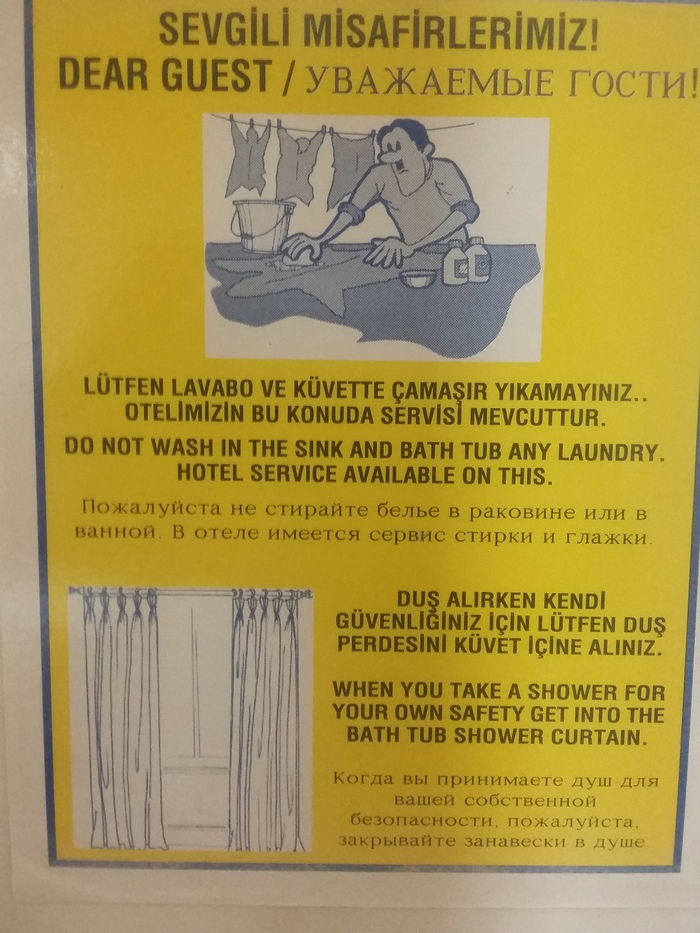 SEVGİLİ MİSAFİRLERİMİZ!
DEAR GUEST / УВАЖАЕМЫЕ ГОСТИ!
LÜTFEN LAVABO VE KÜVETTE ÇAMAŞIR YIKAMAYINIZ..
OTELİMİZİN BU KONUDA SERVİSİ MEVCUTTUR.
DO NOT WASH IN THE SINK AND BATH TUB ANY LAUNDRY.
HOTEL SERVICE AVAILABLE ON THIS.
Пожалуйста не стирайте белье в раковине или в
ванной. В отеле имеется сервис стирки и глажки.
DUŞ ALIRKEN KENDİ
GÜVENLİĞİNİZ İÇİN LÜTFEN DUŞ
PERDESİNİ KÜVET İÇİNE ALINIZ.
WHEN YOU TAKE A SHOWER FOR
YOUR OWN SAFETY GET INTO THE
BATH TUB SHOWER CURTAIN.
Когда вы принимаете душ для
вашей собственной
безопасности, пожалуйста,
закрывайте занавески в душе